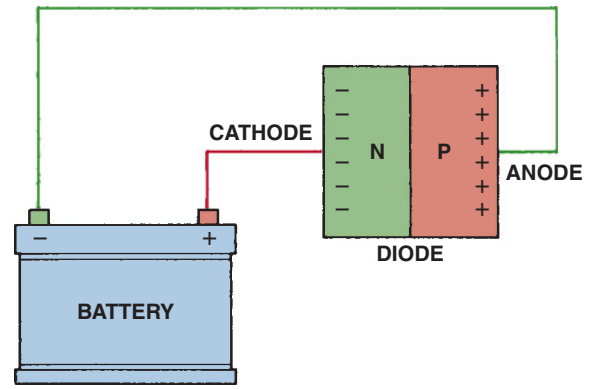 CATHODE
− +
− +
− +
− +
− +
− +
N P
ANODE
DIODE
− +
BATTERY